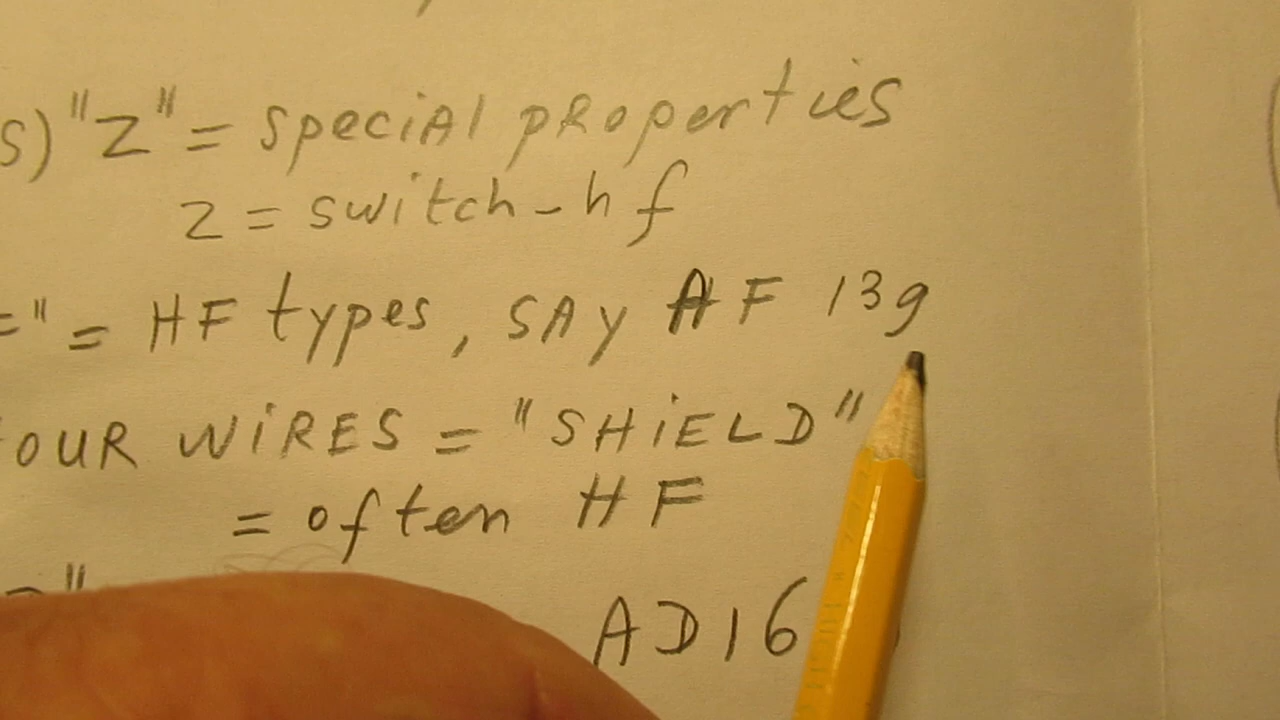 S) "Z" = special properties
Z = switch-hf
" = HF types, SAY AF 139
OUR WIRES = "SHIELD"
= often HF
AD16